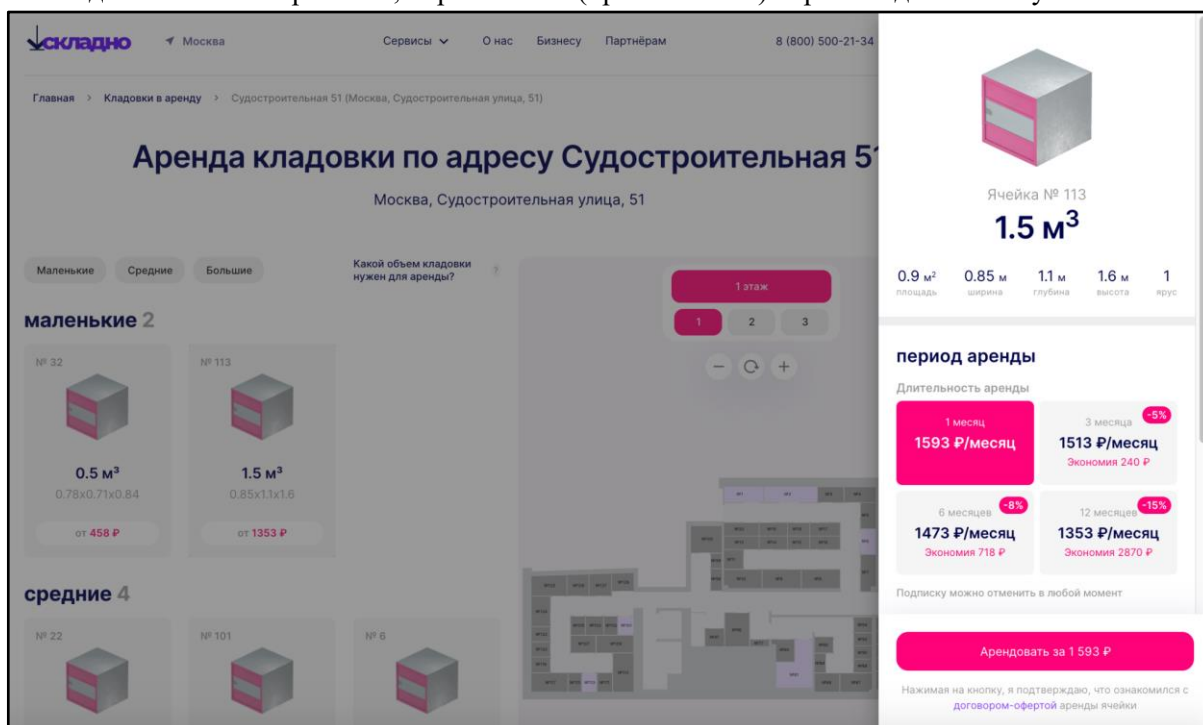 складно
Москва
Сервисы
О нас
Бизнесу
Партнёрам
8 (800) 500-21-34
Главная > Кладовки в аренду > Судостроительная 51 (Москва, Судостроительная улица, 51)
Аренда кладовки по адресу Судостроительная 51
Москва, Судостроительная улица, 51
Маленькие
Средние
Большие
Какой объем кладовки
нужен для аренды?
?
1 этаж
1 2 3
маленькие 2
№ 32
0.5 м³
0.78x0.71x0.84
от 458 ₽
№ 113
1.5 м³
0.85x1.1x1.6
от 1353 ₽
средние 4
№ 22
№ 101
№ 6
Ячейка № 113
1.5 м³
0.9 м² 0.85 м 1.1 м 1.6 м 1
площадь ширина глубина высота ярус
период аренды
Длительность аренды
1 месяц
1593 ₽/месяц
-5%
3 месяца
1513 ₽/месяц
Экономия 240 ₽
-8%
6 месяцев
1473 ₽/месяц
Экономия 718 ₽
-15%
12 месяцев
1353 ₽/месяц
Экономия 2870 ₽
Подписку можно отменить в любой момент
Арендовать за 1 593 ₽
Нажимая на кнопку, я подтверждаю, что ознакомился с
договором-офертой аренды ячейки